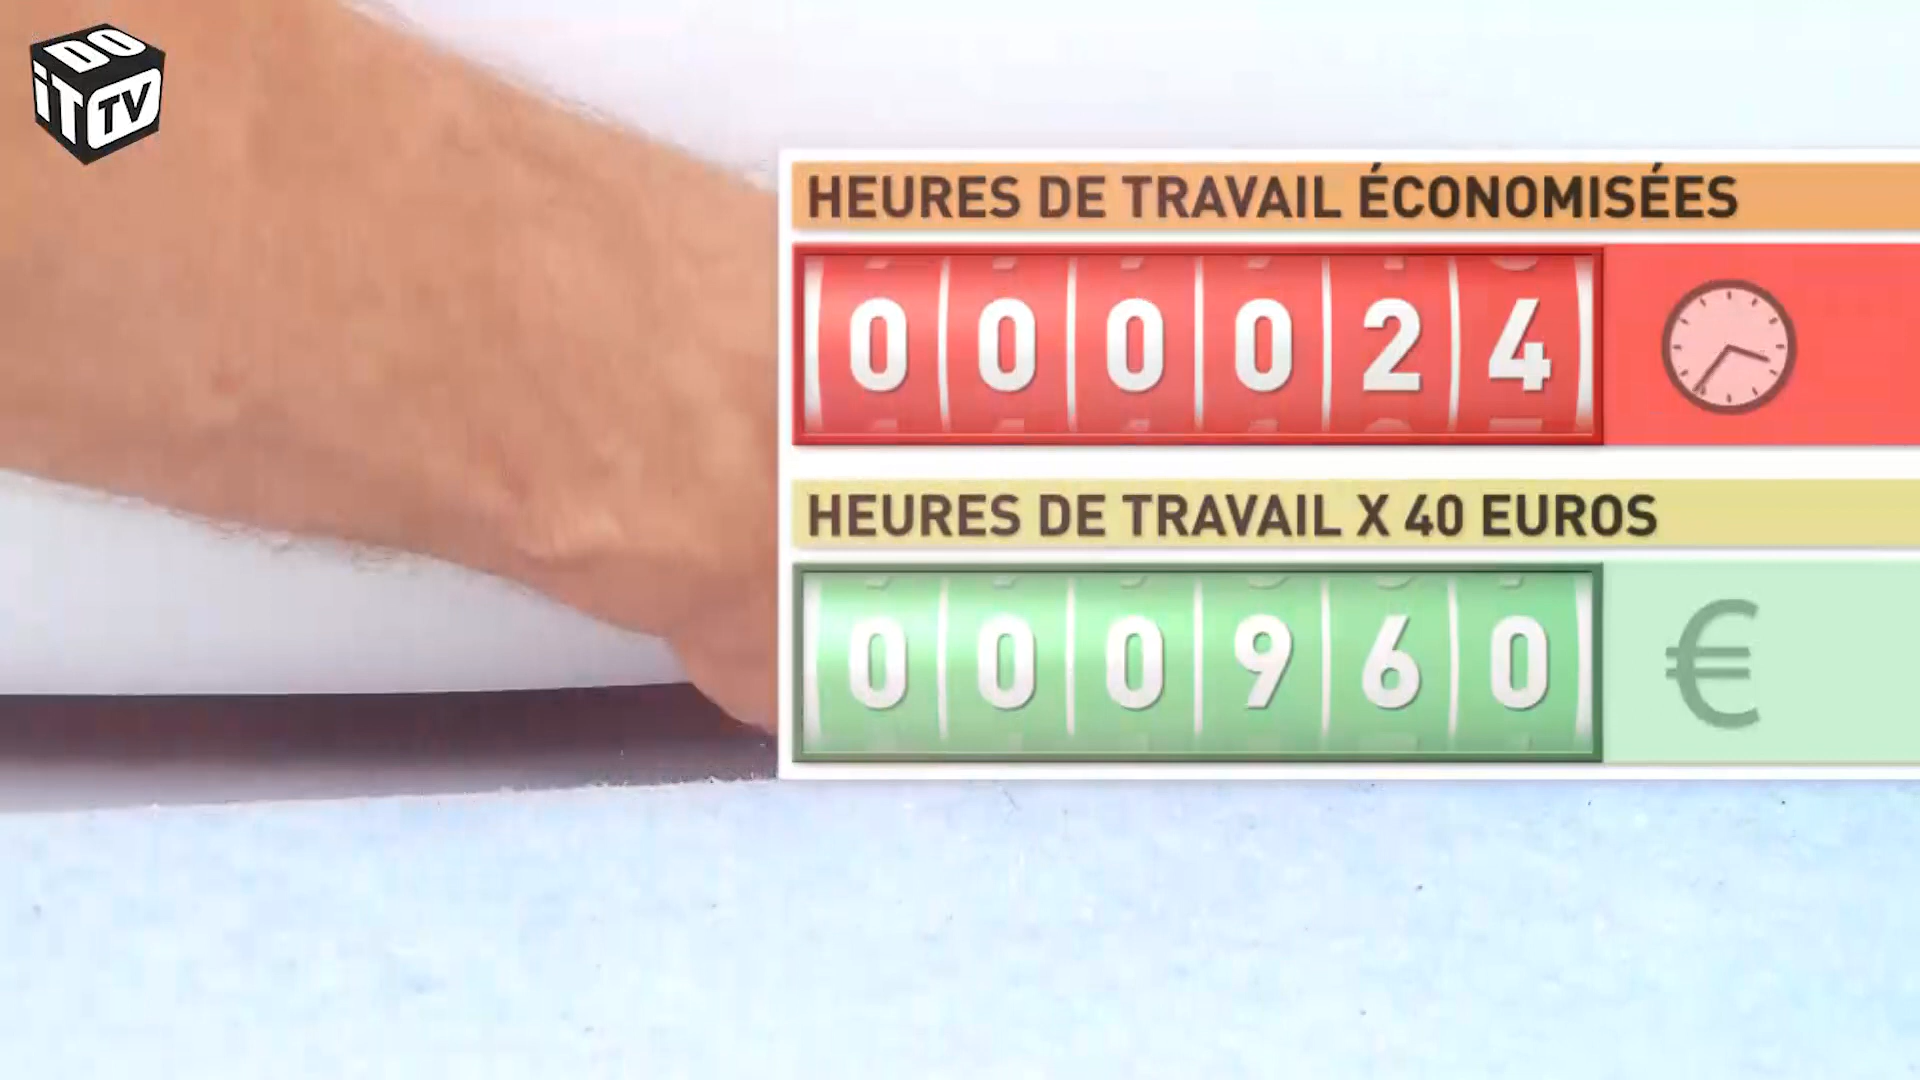 DO
iT TV
HEURES DE TRAVAIL ÉCONOMISÉES
000024
HEURES DE TRAVAIL X 40 EUROS
000960 €